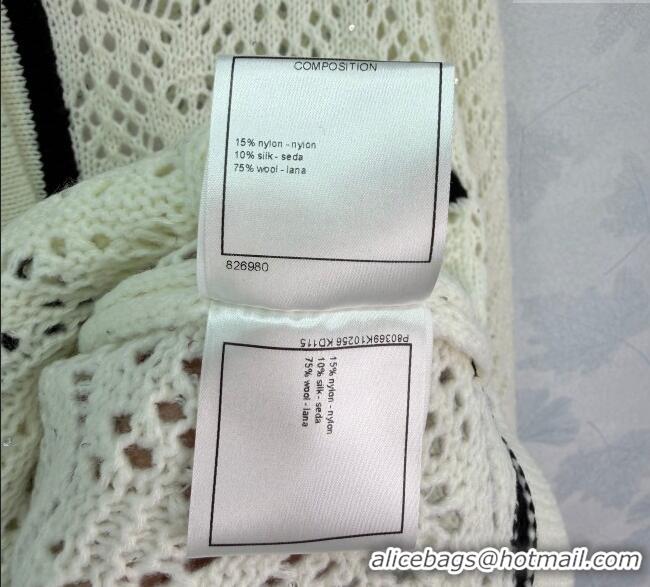 COMPOSITION
15% nylon - nylon
10% silk - seda
75% wool - lana
826980
P80369K10256 KD115
15% nylon - nylon
10% silk - seda
75% wool - lana
alicebags@hotmail.com